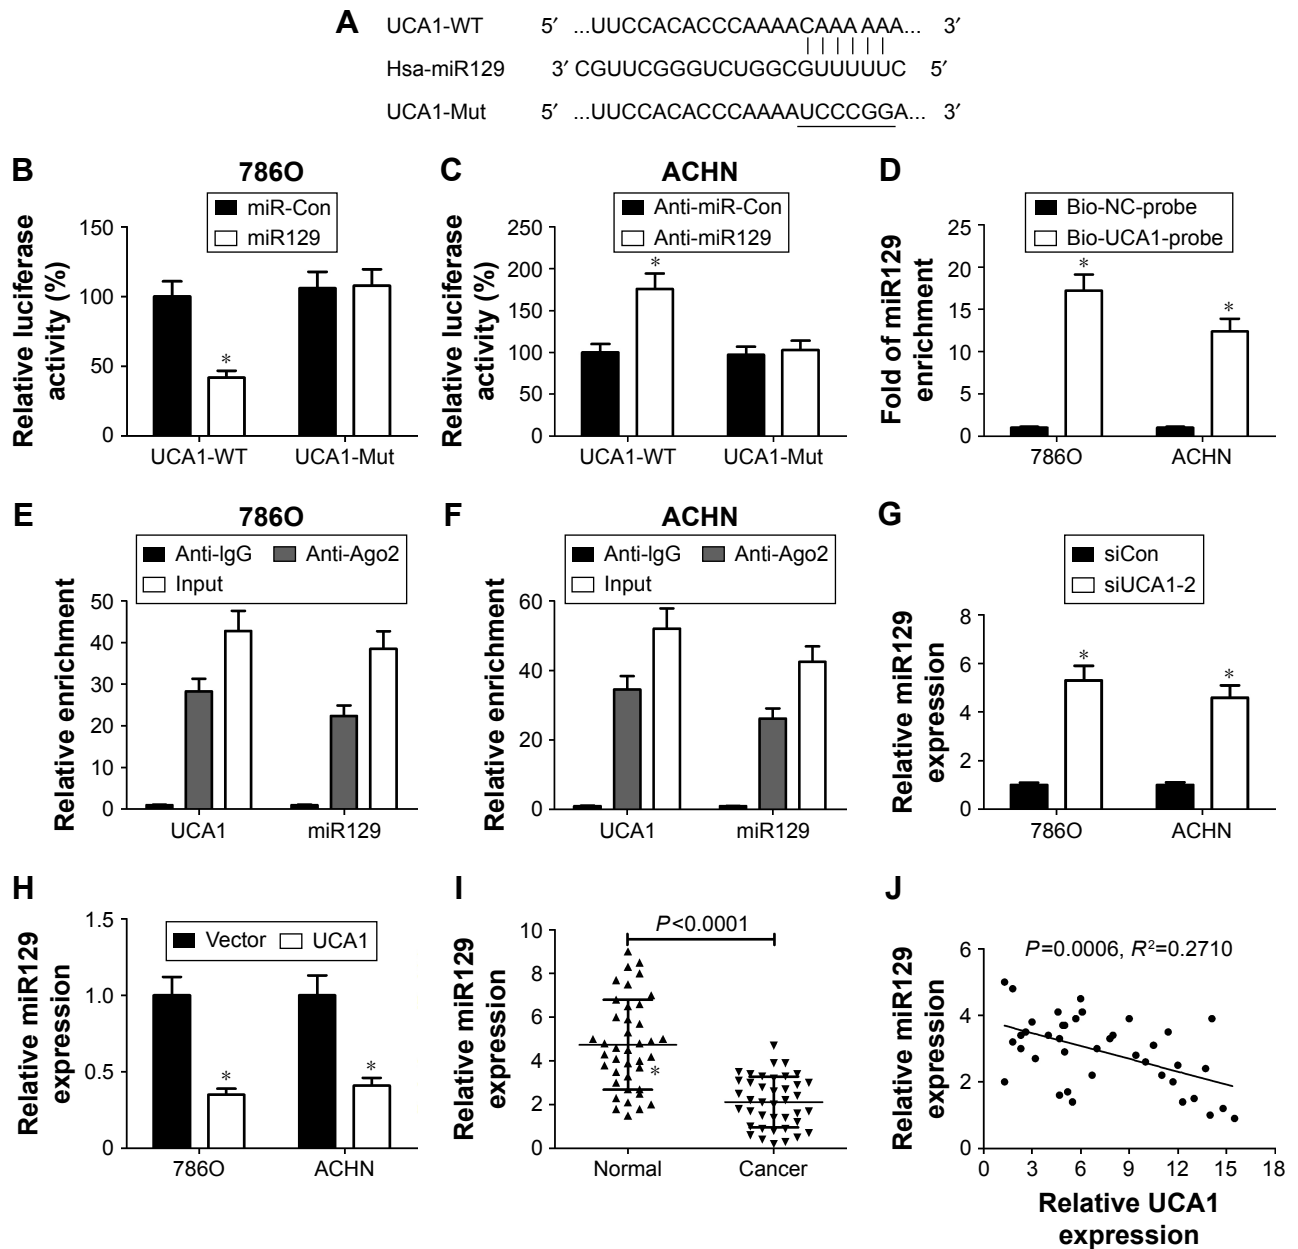 A
UCA1-WT 5′ ...UUCCACACCCAAAACAAA AAA... 3′
Hsa-miR129 3′ CGUUCGGGUCUGGCGUUUUUC 5′
UCA1-Mut 5′ ...UUCCACACCCAAAAUCCCGGA... 3′
B
786O
miR-Con
miR129
Relative luciferase
activity (%)
150
100
50
0
*
UCA1-WT UCA1-Mut
C
ACHN
Anti-miR-Con
Anti-miR129
Relative luciferase
activity (%)
250
200
150
100
50
0
*
UCA1-WT UCA1-Mut
D
Bio-NC-probe
Bio-UCA1-probe
Fold of miR129
enrichment
25
20
15
10
5
0
*
*
786O ACHN
E
786O
Anti-IgG Anti-Ago2
Input
Relative enrichment
50
40
30
20
10
0
UCA1 miR129
F
ACHN
Anti-IgG Anti-Ago2
Input
Relative enrichment
60
40
20
0
UCA1 miR129
G
siCon
siUCA1-2
Relative miR129
expression
8
6
4
2
0
*
*
786O ACHN
H
Vector UCA1
Relative miR129
expression
1.5
1.0
0.5
0
*
*
786O ACHN
I
P<0.0001
Relative miR129
expression
10
8
6
4
2
0
*
Normal Cancer
J
P=0.0006, R²=0.2710
Relative miR129
expression
6
4
2
0
0 3 6 9 12 15 18
Relative UCA1
expression